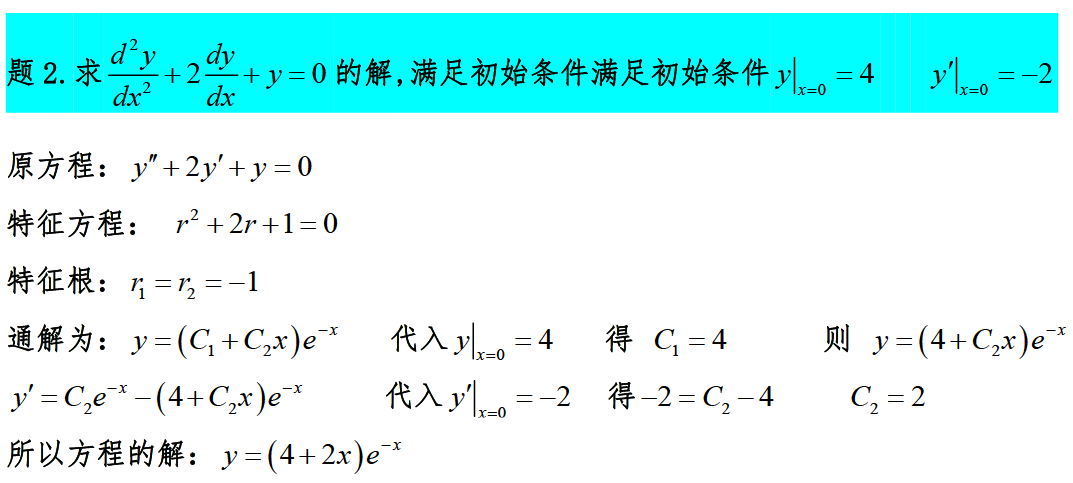 题2.求 \frac{d^2y}{dx^2}+2\frac{dy}{dx}+y=0 的解,满足初始条件满足初始条件 y|_{x=0}=4 y'|_{x=0}=-2
原方程： y''+2y'+y=0
特征方程： r^2+2r+1=0
特征根： r_1=r_2=-1
通解为： y=(C_1+C_2x)e^{-x} 代入 y|_{x=0}=4 得 C_1=4 则 y=(4+C_2x)e^{-x}
y'=C_2e^{-x}-(4+C_2x)e^{-x} 代入 y'|_{x=0}=-2 得 -2=C_2-4 C_2=2
所以方程的解： y=(4+2x)e^{-x}